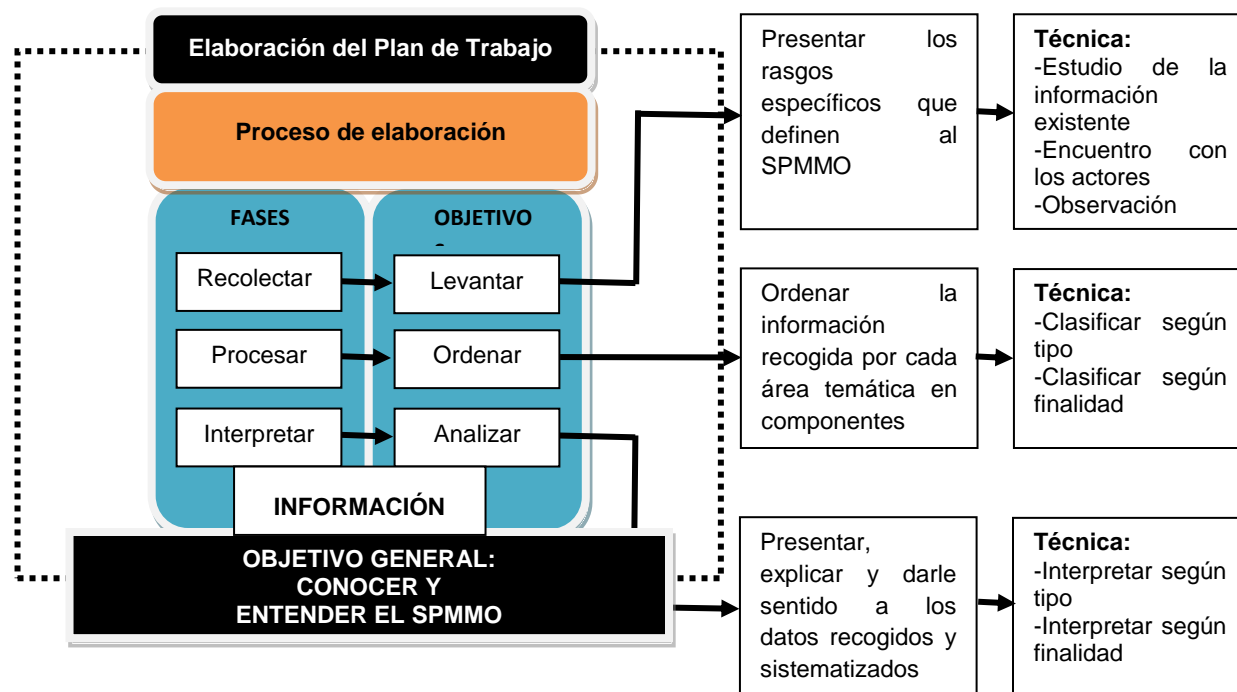 Elaboración del Plan de Trabajo
Proceso de elaboración
FASES
OBJETIVO
Recolectar
Levantar
Procesar
Ordenar
Interpretar
Analizar
INFORMACIÓN
OBJETIVO GENERAL:
CONOCER Y
ENTENDER EL SPMMO
Presentar los
rasgos
específicos que
definen al
SPMMO
Técnica:
-Estudio de la
información
existente
-Encuentro con
los actores
-Observación
Ordenar la
información
recogida por cada
área temática en
componentes
Técnica:
-Clasificar según
tipo
-Clasificar según
finalidad
Presentar,
explicar y darle
sentido a los
datos recogidos y
sistematizados
Técnica:
-Interpretar según
tipo
-Interpretar según
finalidad